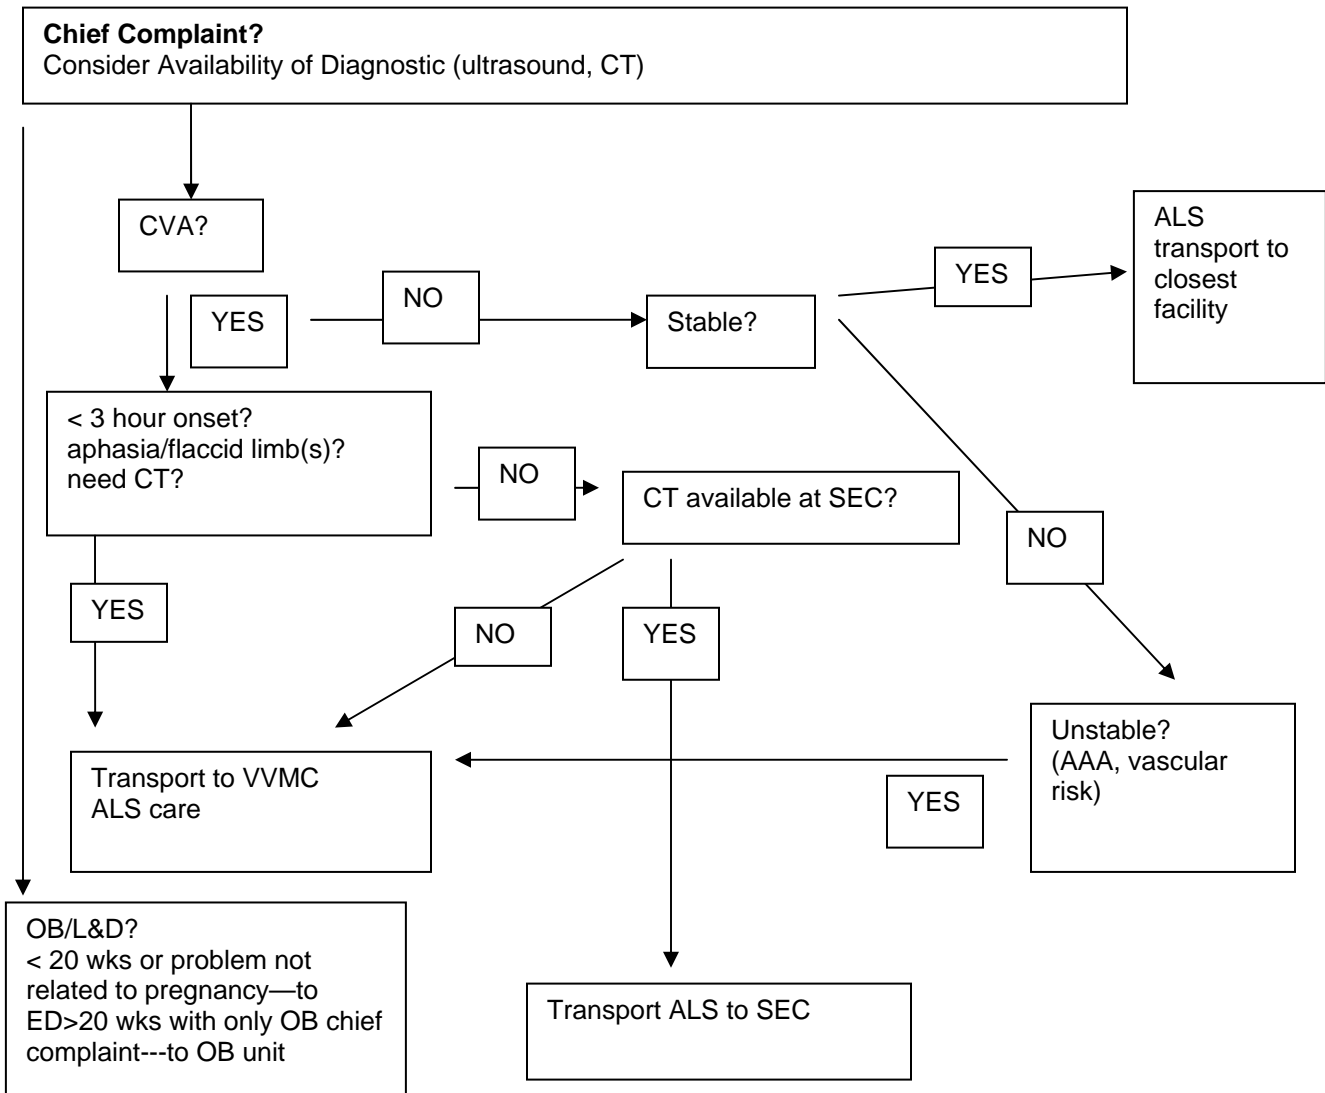 Chief Complaint?
Consider Availability of Diagnostic (ultrasound, CT)
CVA?
YES
NO
Stable?
YES
ALS
transport to
closest
facility
< 3 hour onset?
aphasia/flaccid limb(s)?
need CT?
NO
CT available at SEC?
NO
YES
NO
YES
Transport to VVMC
ALS care
YES
Unstable?
(AAA, vascular
risk)
OB/L&D?
< 20 wks or problem not
related to pregnancy—to
ED>20 wks with only OB chief
complaint---to OB unit
Transport ALS to SEC